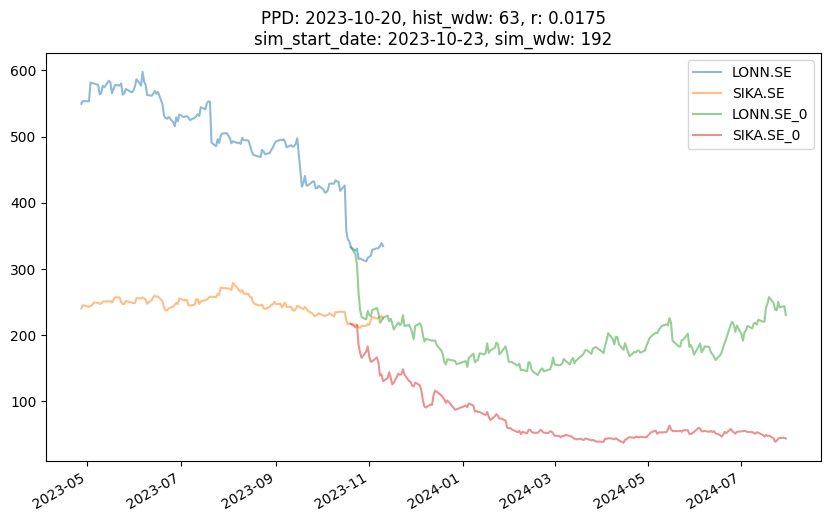 PPD: 2023-10-20, hist_wdw: 63, r: 0.0175
sim_start_date: 2023-10-23, sim_wdw: 192
LONN.SE
SIKA.SE
LONN.SE_0
SIKA.SE_0
600
500
400
300
200
100
2023-05
2023-07
2023-09
2023-11
2024-01
2024-03
2024-05
2024-07